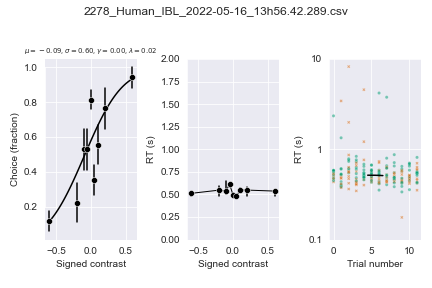 2278_Human_IBL_2022-05-16_13h56.42.289.csv
μ = −0.09, σ = 0.60, γ = 0.00, λ = 0.02
Choice (fraction)
1.0
0.8
0.6
0.4
0.2
−0.5 0.0 0.5
Signed contrast
RT (s)
2.00
1.75
1.50
1.25
1.00
0.75
0.50
0.25
0.00
−0.5 0.0 0.5
Signed contrast
RT (s)
10
1
0.1
0 5 10
Trial number